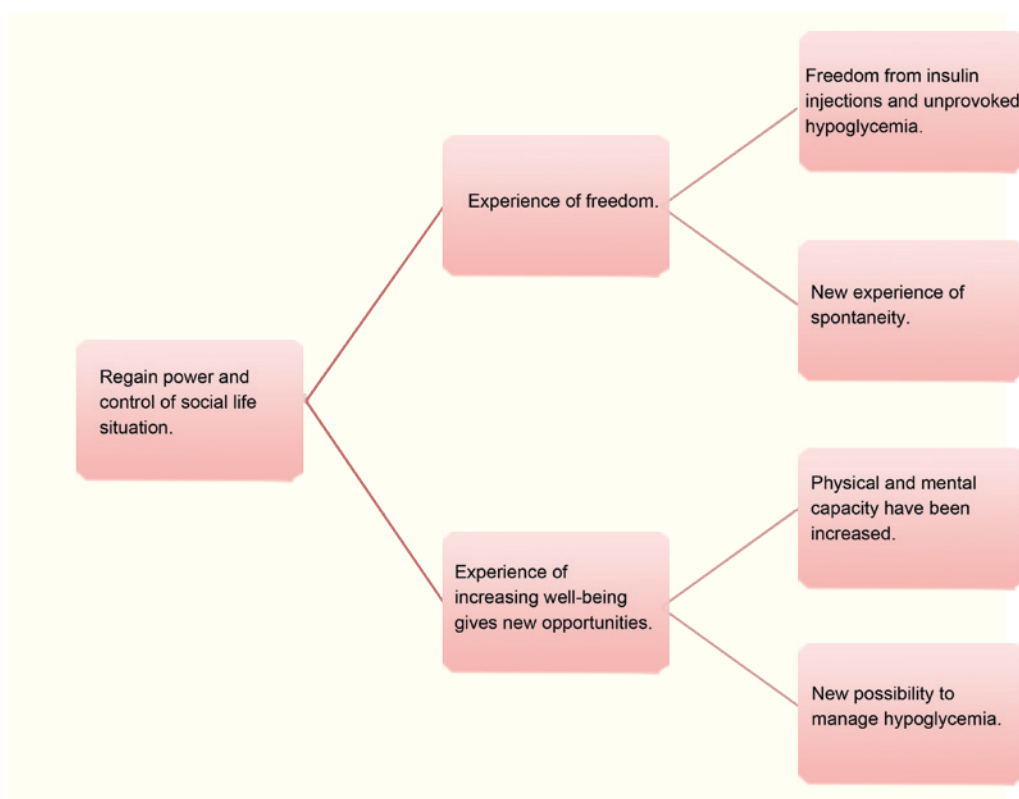 Freedom from insulin
injections and unprovoked
hypoglycemia.
Experience of freedom.
New experience of
spontaneity.
Regain power and
control of social life
situation.
Physical and mental
capacity have been
increased.
Experience of
increasing well-being
gives new opportunities.
New possibility to
manage hypoglycemia.